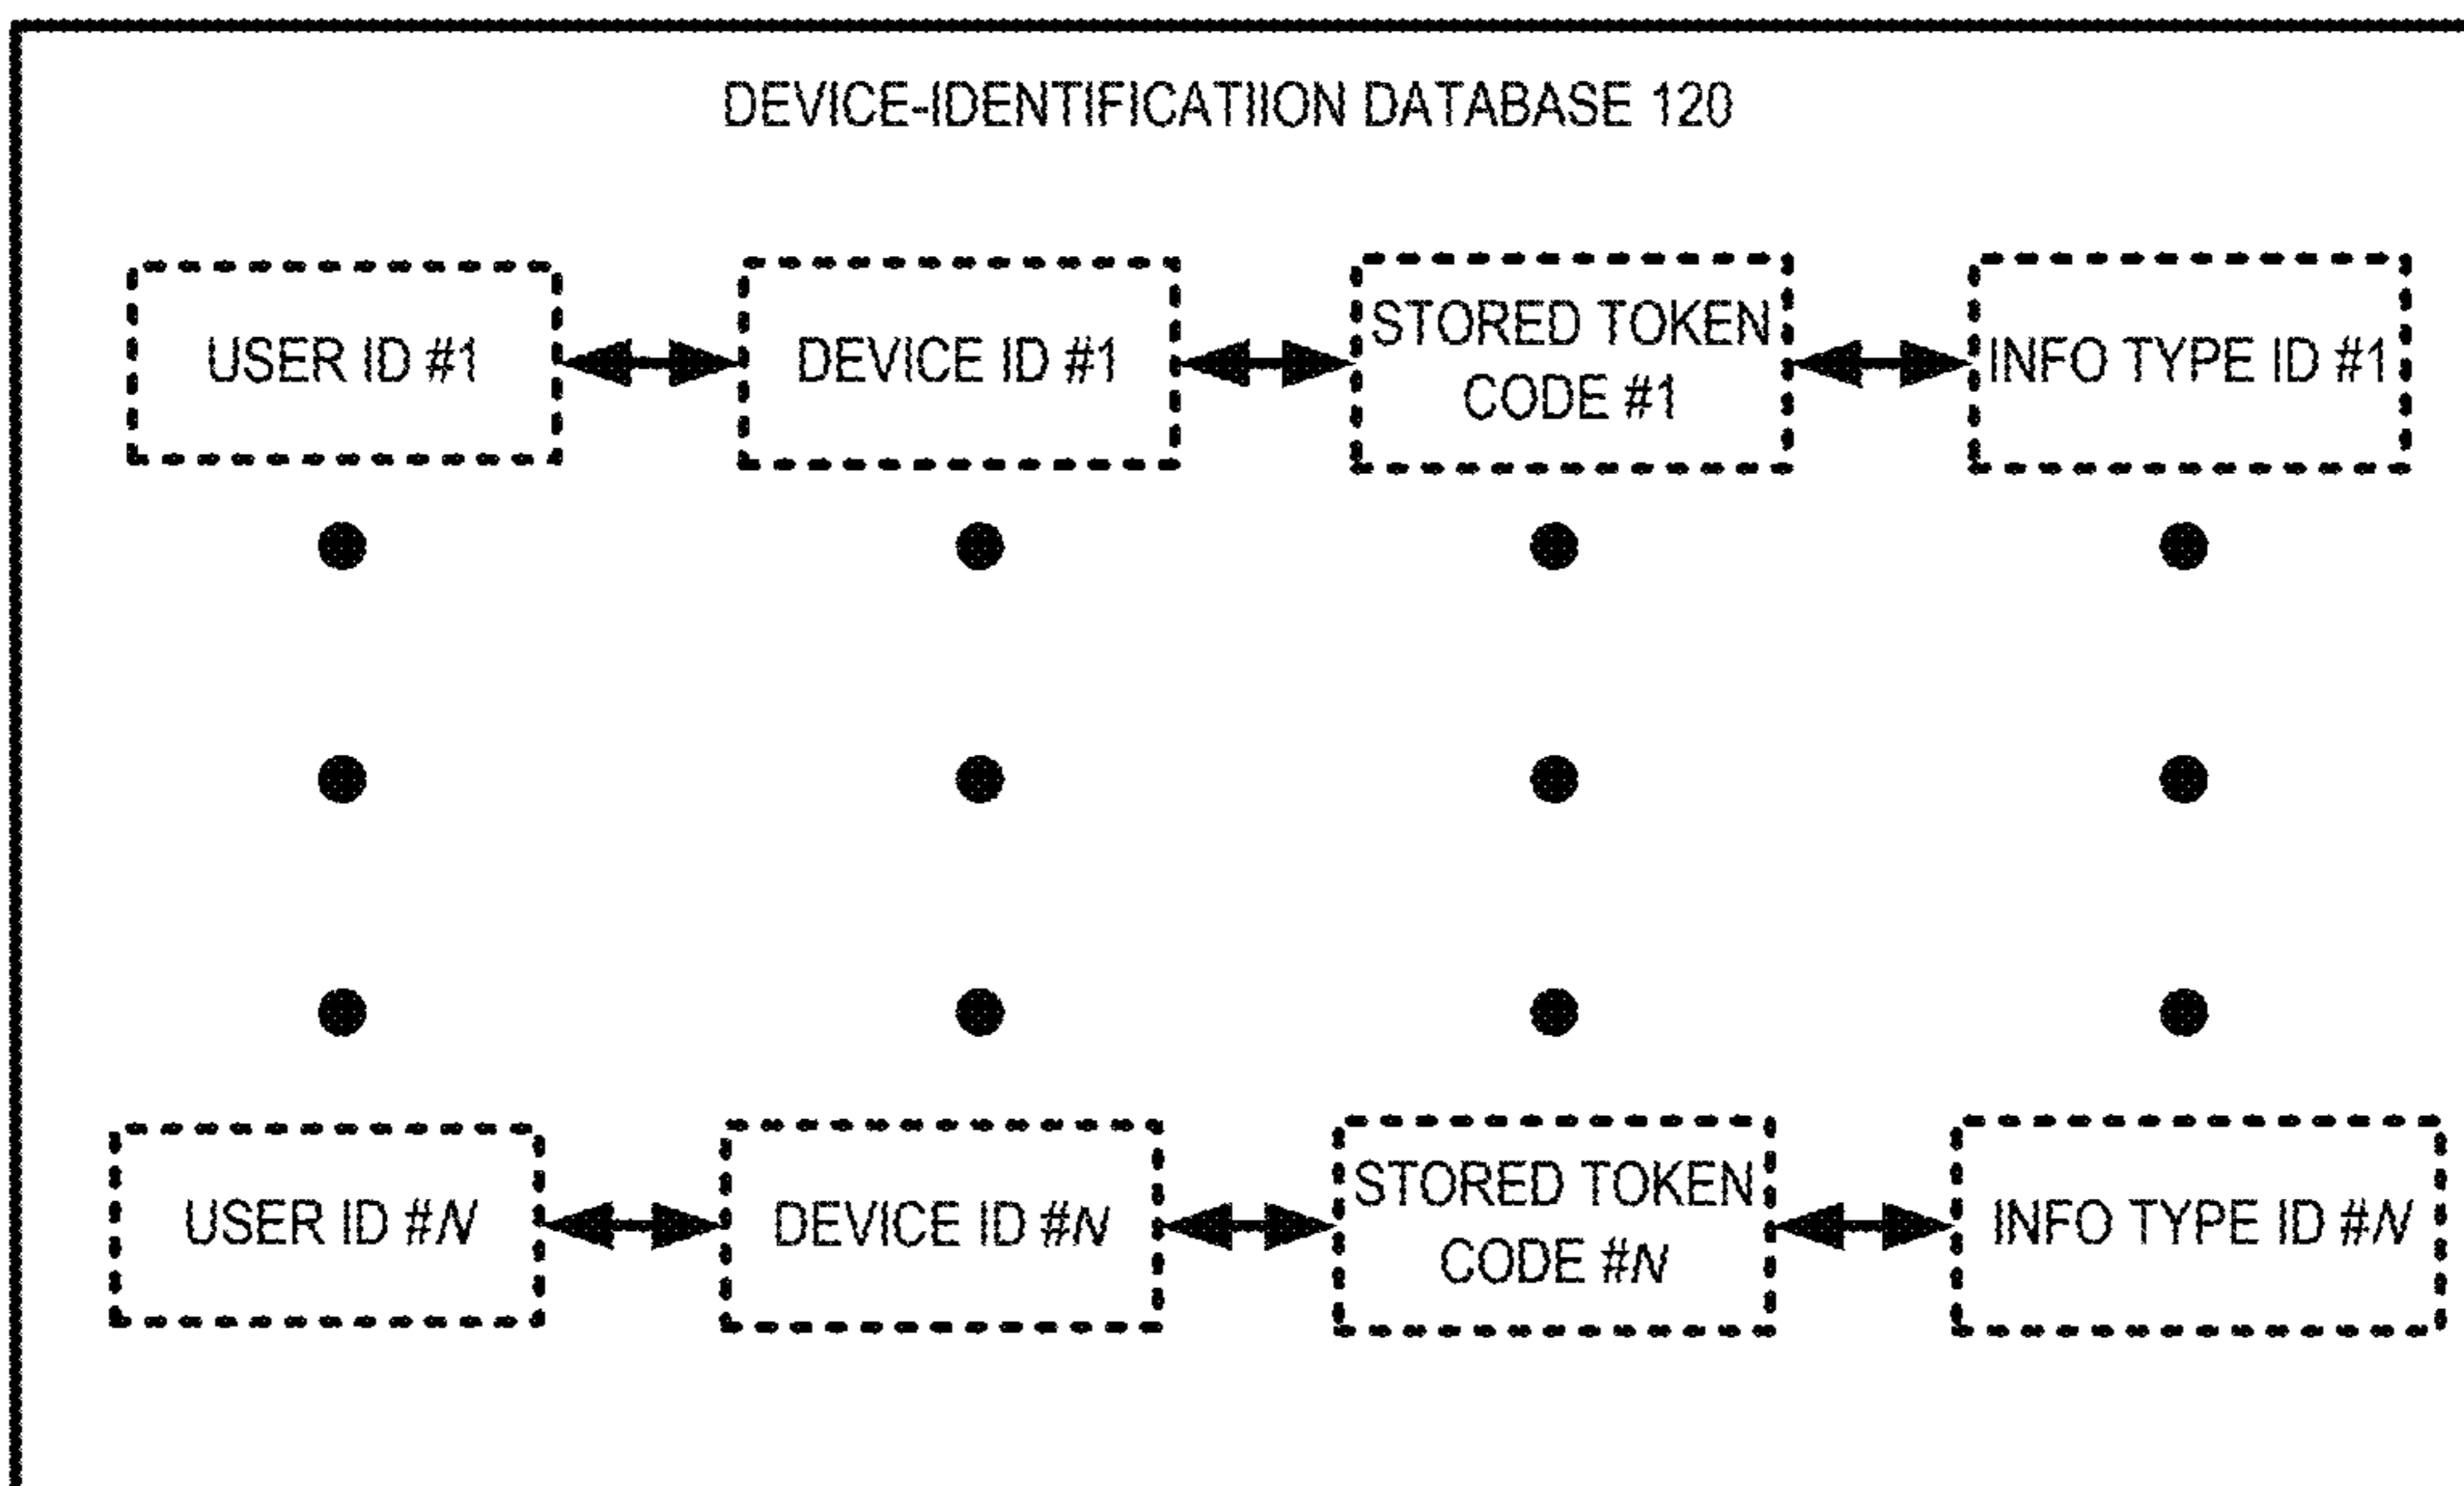 DEVICE-IDENTIFICATIION DATABASE 120
USER ID #1
DEVICE ID #1
STORED TOKEN
CODE #1
INFO TYPE ID #1
USER ID #N
DEVICE ID #N
STORED TOKEN
CODE #N
INFO TYPE ID #N